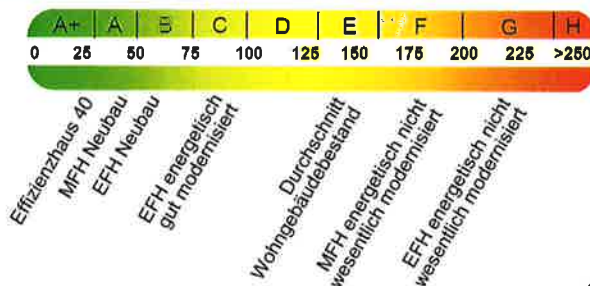 A+ A B C D E F G H
0 25 50 75 100 125 150 175 200 225 >250
Effizienzhaus 40
MFH Neubau
EFH Neubau
EFH energetisch
gut modernisiert
Durchschnitt
Wohngebäudebestand
MFH energetisch nicht
wesentlich modernisiert
EFH energetisch nicht
wesentlich modernisiert